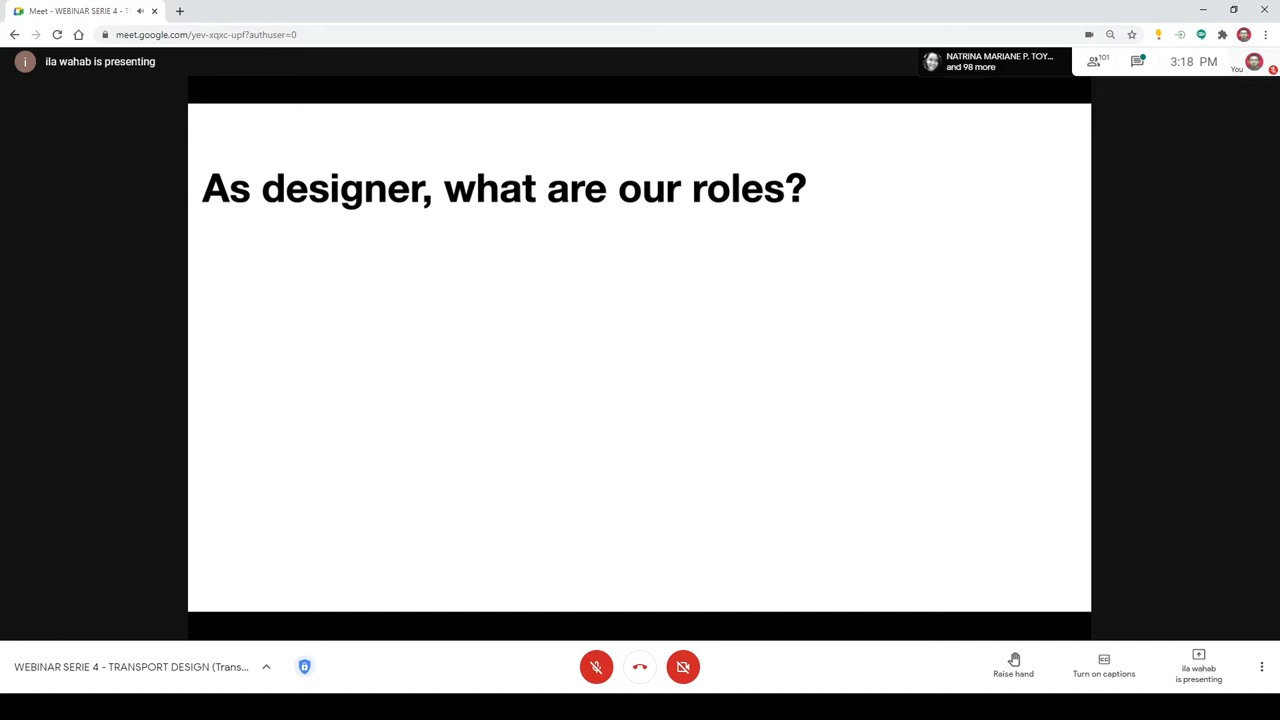 Meet - WEBINAR SERIE 4 - T
meet.google.com/yev-xqxc-upf?authuser=0
i
ila wahab is presenting
NATRINA MARIANE P. TOY...
and 98 more
101
3:18 PM
You
As designer, what are our roles?
WEBINAR SERIE 4 - TRANSPORT DESIGN (Trans...
Raise hand
CC
Turn on captions
ila wahab
is presenting